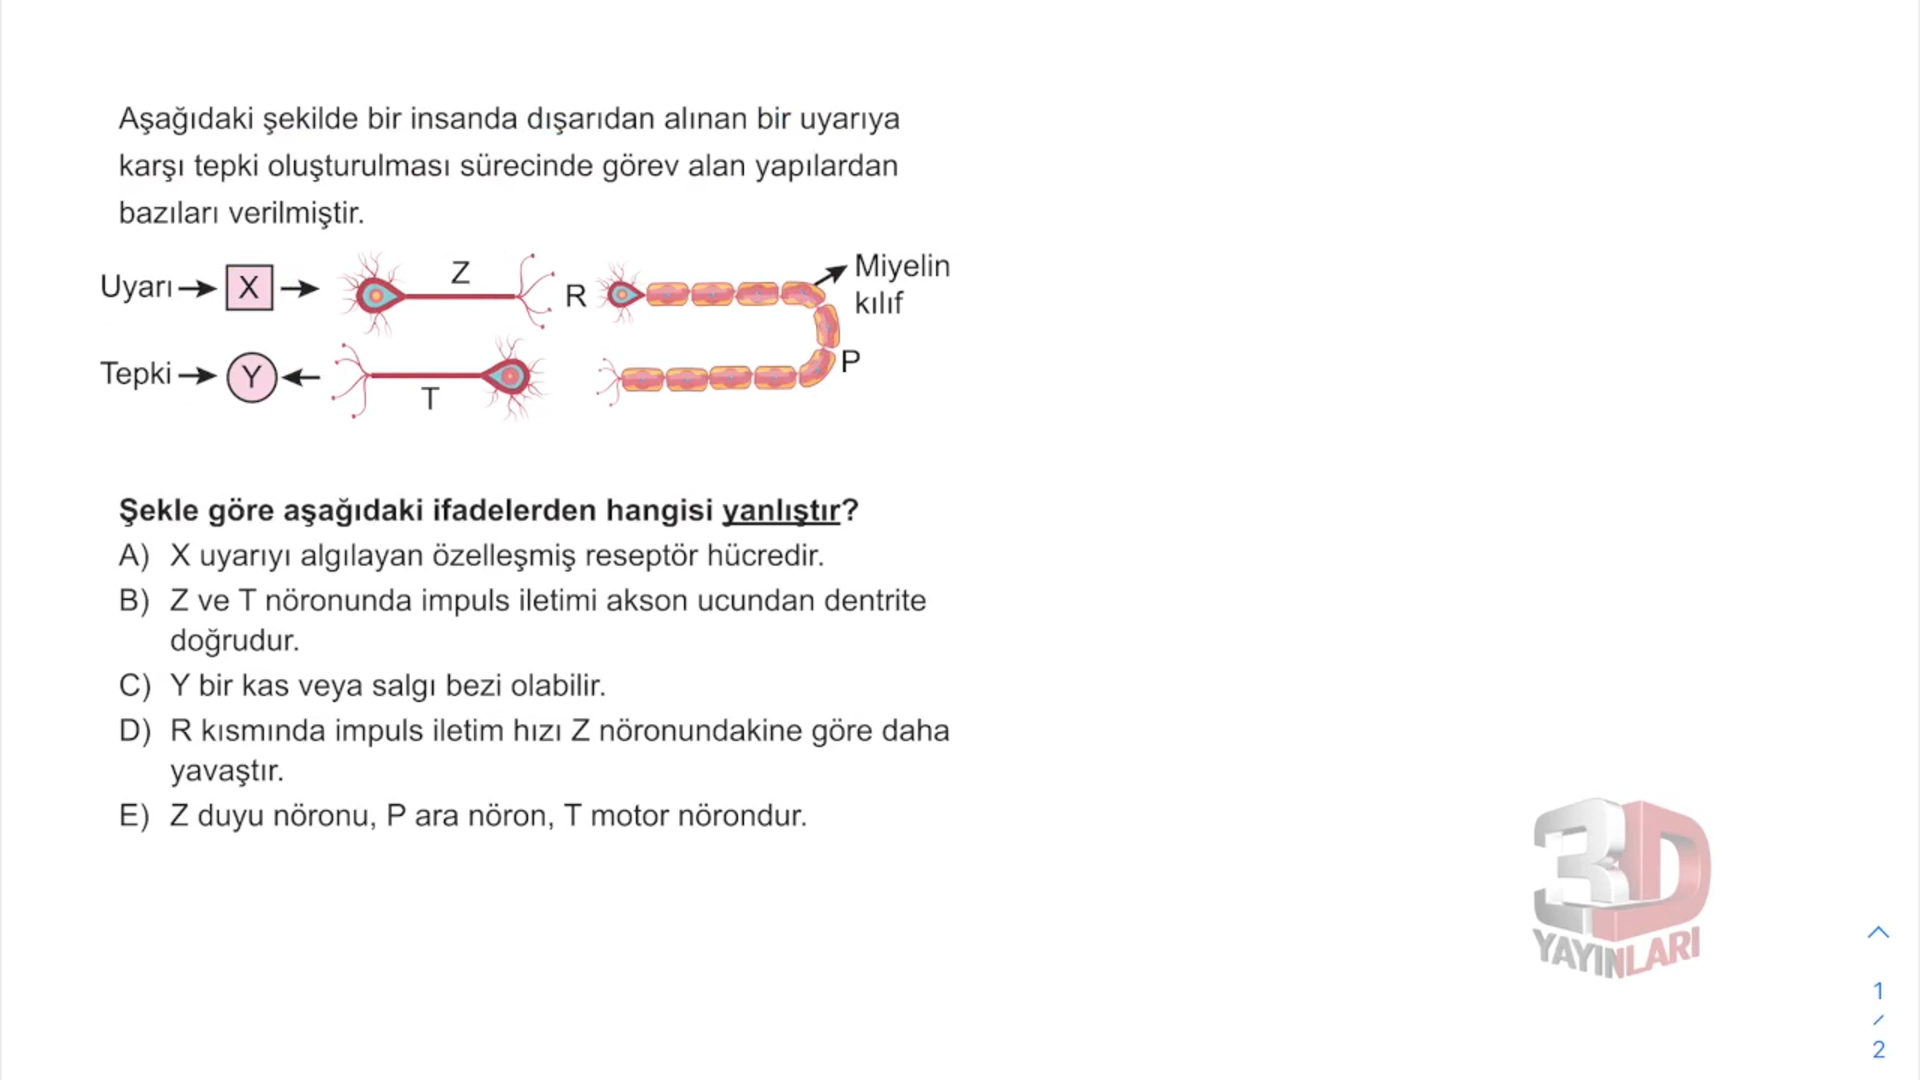 Aşağıdaki şekilde bir insanda dışarıdan alınan bir uyarıya
karşı tepki oluşturulması sürecinde görev alan yapılardan
bazıları verilmiştir.
Uyarı X Z R Miyelin
kılıf
Tepki Y T P
Şekle göre aşağıdaki ifadelerden hangisi yanlıştır?
A) X uyarıyı algılayan özelleşmiş reseptör hücredir.
B) Z ve T nöronunda impuls iletimi akson ucundan dentrite
doğrudur.
C) Y bir kas veya salgı bezi olabilir.
D) R kısmında impuls iletim hızı Z nöronundakine göre daha
yavaştır.
E) Z duyu nöronu, P ara nöron, T motor nörondur.
3D
YAYINLARI
1
/
2